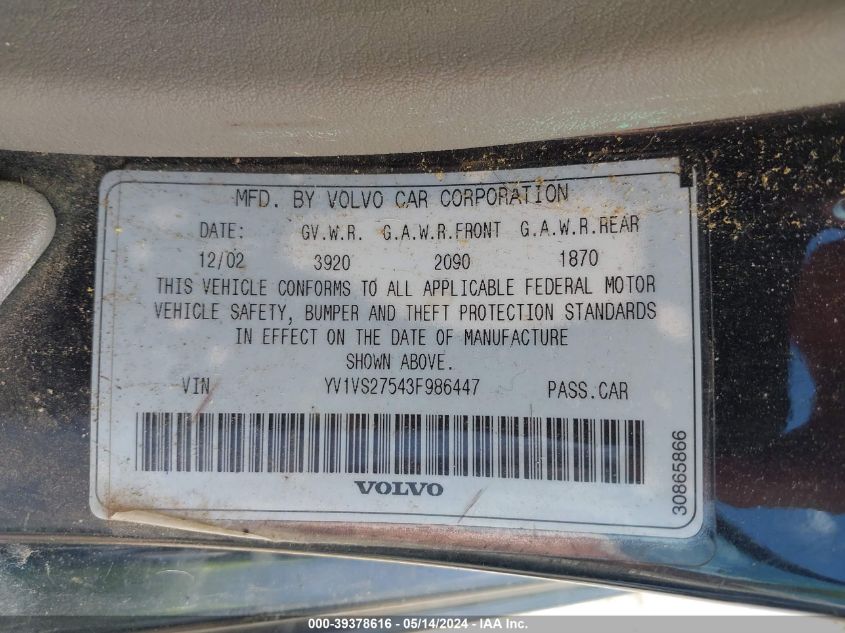 MFD. BY VOLVO CAR CORPORATION
DATE: GV.W.R. G.A.W.R.FRONT G.A.W.R.REAR
12/02 3920 2090 1870
THIS VEHICLE CONFORMS TO ALL APPLICABLE FEDERAL MOTOR
VEHICLE SAFETY, BUMPER AND THEFT PROTECTION STANDARDS
IN EFFECT ON THE DATE OF MANUFACTURE
SHOWN ABOVE.
VIN YV1VS27543F986447 PASS.CAR
VOLVO
30865866
000-39378616 - 05/14/2024 - IAA Inc.